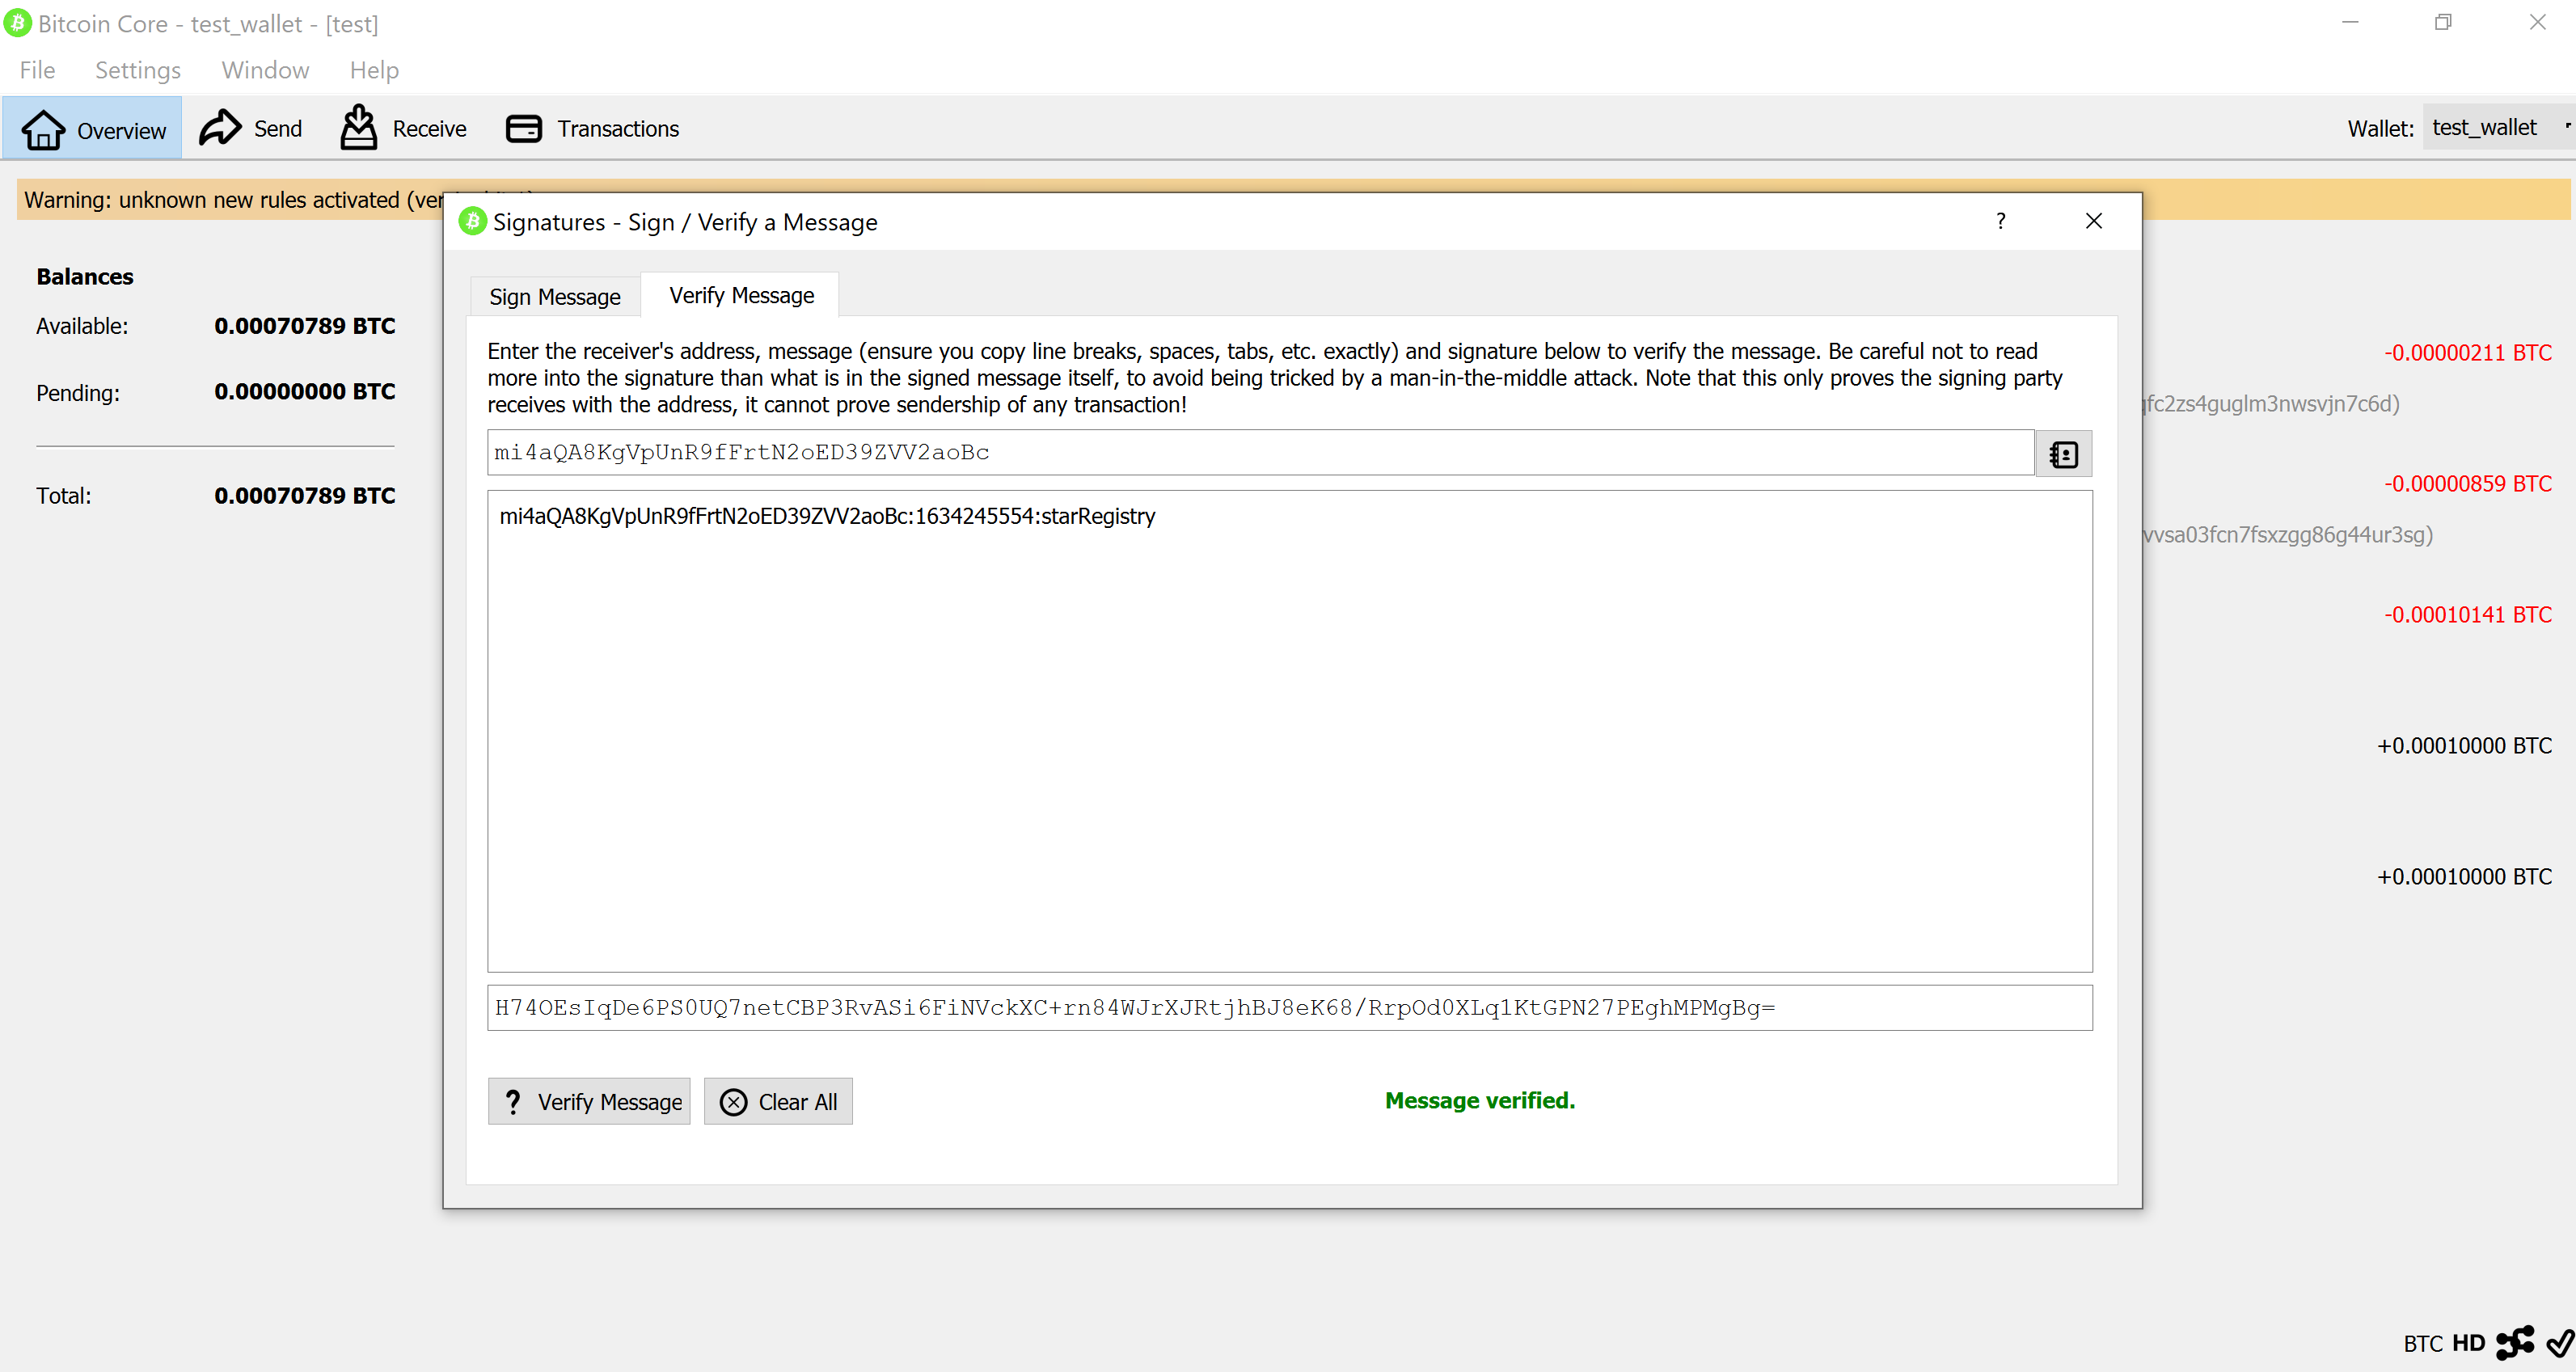 Bitcoin Core - test_wallet - [test]
File Settings Window Help
Overview Send Receive Transactions Wallet: test_wallet
Warning: unknown new rules activated
Signatures - Sign / Verify a Message ?
Balances
Available: 0.00070789 BTC
Pending: 0.00000000 BTC
Total: 0.00070789 BTC
Sign Message Verify Message
Enter the receiver's address, message (ensure you copy line breaks, spaces, tabs, etc. exactly) and signature below to verify the message. Be careful not to read
more into the signature than what is in the signed message itself, to avoid being tricked by a man-in-the-middle attack. Note that this only proves the signing party
receives with the address, it cannot prove sendership of any transaction!
mi4aQA8KgVpUnR9fFrtN2oED39ZVV2aoBc
mi4aQA8KgVpUnR9fFrtN2oED39ZVV2aoBc:1634245554:starRegistry
H74OEsIqDe6PS0UQ7netCBP3RvASi6FiNVckXC+rn84WJrXJRtjhBJ8eK68/RrpOd0XLq1KtGPN27PEghMPMgBg=
? Verify Message Clear All Message verified.
-0.00000211 BTC
qfc2zs4guglm3nwsvjn7c6d)
-0.00000859 BTC
vvsa03fcn7fsxzgg86g44ur3sg)
-0.00010141 BTC
+0.00010000 BTC
+0.00010000 BTC
BTC HD